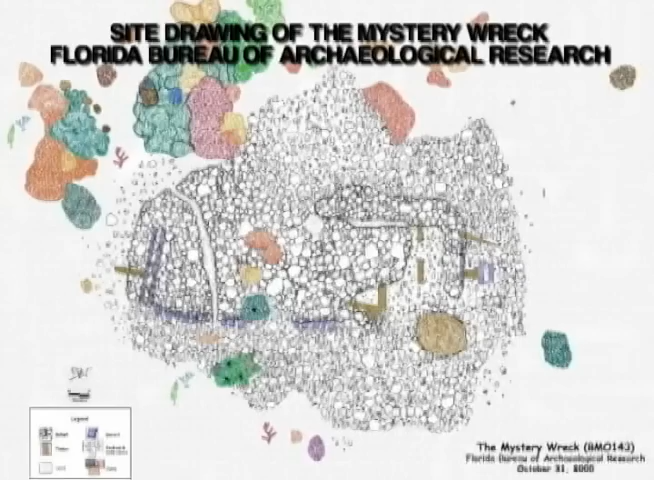 SITE DRAWING OF THE MYSTERY WRECK
FLORIDA BUREAU OF ARCHAEOLOGICAL RESEARCH
Legend
The Mystery Wreck (8MO143)
Florida Bureau of Archaeological Research
October 31, 2000